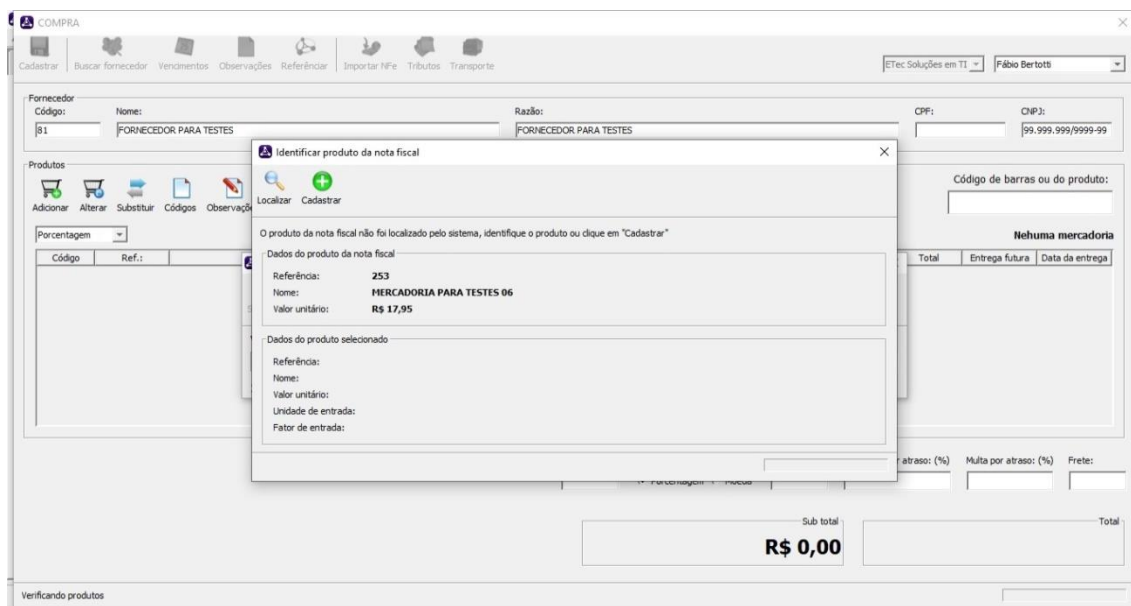 COMPRA
Cadastrar Buscar fornecedor Vencimentos Observações Referênciar Importar NFe Tributos Transporte
ETec Soluções em TI Fábio Bertotti
Fornecedor
Código: Nome: Razão: CPF: CNPJ:
81 FORNECEDOR PARA TESTES FORNECEDOR PARA TESTES 99.999.999/9999-99
Identificar produto da nota fiscal
Produtos
Localizar Cadastrar
Adicionar Alterar Substituir Códigos Código de barras ou do produto:
O produto da nota fiscal não foi localizado pelo sistema, identifique o produto ou clique em "Cadastrar"
Porcentagem Nehuma mercadoria
Código Ref.: Total Entrega futura Data da entrega
Dados do produto da nota fiscal
Referência: 253
Nome: MERCADORIA PARA TESTES 06
Valor unitário: R$ 17,95
Dados do produto selecionado
Referência:
Nome:
Valor unitário:
Unidade de entrada:
Fator de entrada:
atraso: (%) Multa por atraso: (%) Frete:
Sub total Total
R$ 0,00
Verificando produtos